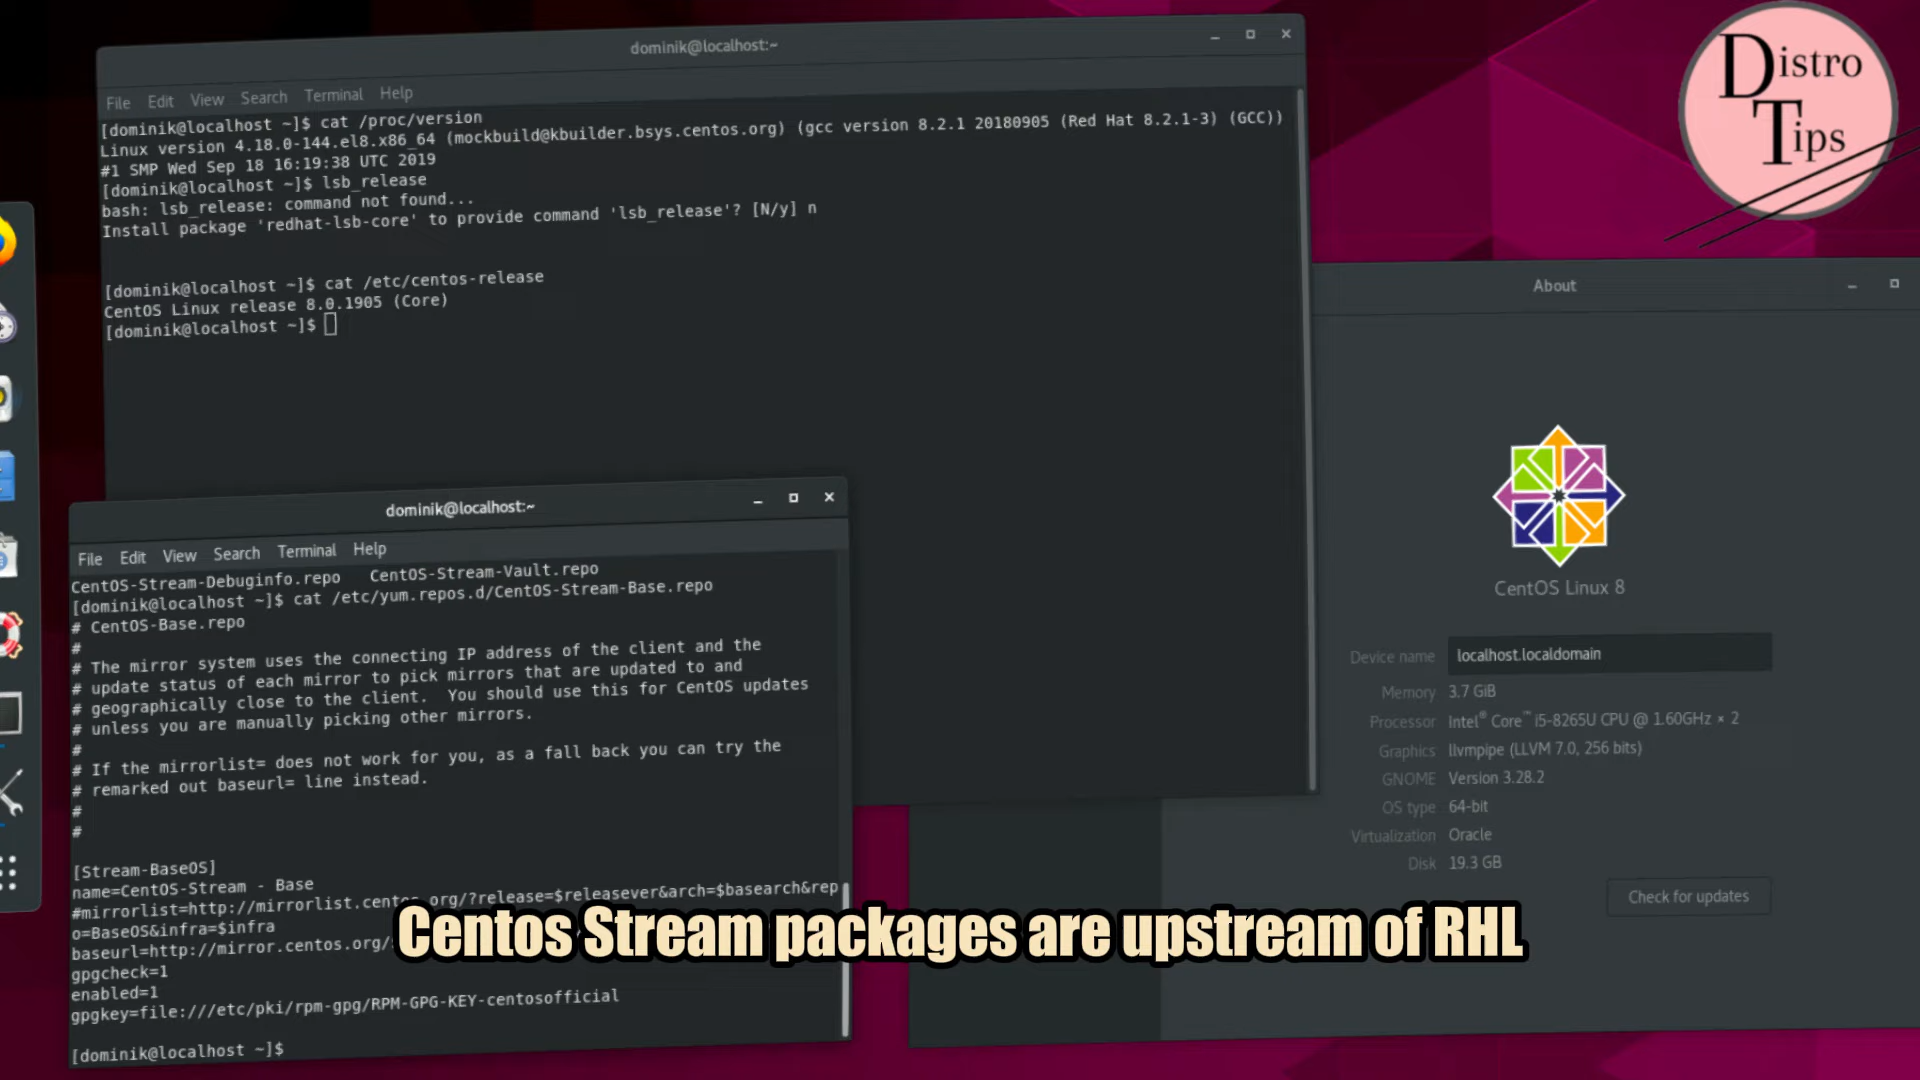 dominik@localhost:~
File Edit View Search Terminal Help
[dominik@localhost ~]$ cat /proc/version
Linux version 4.18.0-144.el8.x86_64 (mockbuild@kbuilder.bsys.centos.org) (gcc version 8.2.1 20180905 (Red Hat 8.2.1-3) (GCC))
#1 SMP Wed Sep 18 16:19:38 UTC 2019
[dominik@localhost ~]$ lsb_release
bash: lsb_release: command not found...
Install package 'redhat-lsb-core' to provide command 'lsb_release'? [N/y] n
[dominik@localhost ~]$ cat /etc/centos-release
CentOS Linux release 8.0.1905 (Core)
[dominik@localhost ~]$
Distro
Tips
About
CentOS Linux 8
Device name localhost.localdomain
Memory 3.7 GiB
Processor Intel® Core™ i5-8265U CPU @ 1.60GHz × 2
Graphics llvmpipe (LLVM 7.0, 256 bits)
GNOME Version 3.28.2
OS type 64-bit
Virtualization Oracle
Disk 19.3 GB
Check for updates
dominik@localhost:~
File Edit View Search Terminal Help
CentOS-Stream-Debuginfo.repo CentOS-Stream-Vault.repo
[dominik@localhost ~]$ cat /etc/yum.repos.d/CentOS-Stream-Base.repo
# CentOS-Base.repo
#
# The mirror system uses the connecting IP address of the client and the
# update status of each mirror to pick mirrors that are updated to and
# geographically close to the client. You should use this for CentOS updates
# unless you are manually picking other mirrors.
#
# If the mirrorlist= does not work for you, as a fall back you can try the
# remarked out baseurl= line instead.
#
#
[Stream-BaseOS]
name=CentOS-Stream - Base
#mirrorlist=http://mirrorlist.centos.org/?release=$releasever&arch=$basearch&rep
o=BaseOS&infra=$infra
baseurl=http://mirror.centos.org/
gpgcheck=1
enabled=1
gpgkey=file:///etc/pki/rpm-gpg/RPM-GPG-KEY-centosofficial
[dominik@localhost ~]$
Centos Stream packages are upstream of RHL